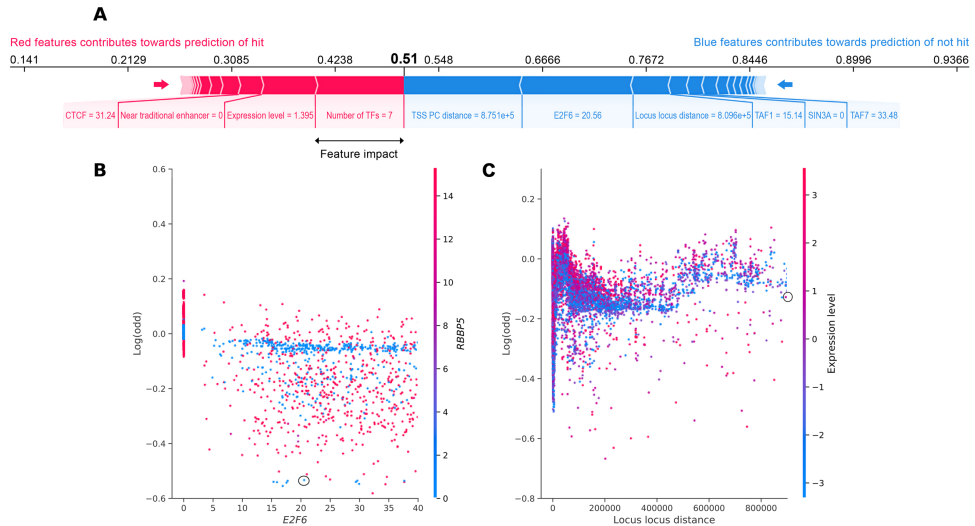 A
Red features contributes towards prediction of hit
Blue features contributes towards prediction of not hit
0.141 0.2129 0.3085 0.4238 0.51 0.548 0.6666 0.7672 0.8446 0.8996 0.9366
CTCF = 31.24 Near traditional enhancer = 0 Expression level = 1.395 Number of TFs = 7 TSS PC distance = 8.751e+5 E2F6 = 20.56 Locus locus distance = 8.096e+5 TAF1 = 15.14 SIN3A = 0 TAF7 = 33.48
Feature impact
B
0.6
0.4
0.2
0.0
−0.2
−0.4
−0.6
Log(odd)
0 5 10 15 20 25 30 35 40
E2F6
14
12
10
8
6
4
2
0
RBBP5
C
0.2
0.0
−0.2
−0.4
−0.6
−0.8
Log(odd)
0 200000 400000 600000 800000
Locus locus distance
3
2
1
0
−1
−2
−3
Expression level